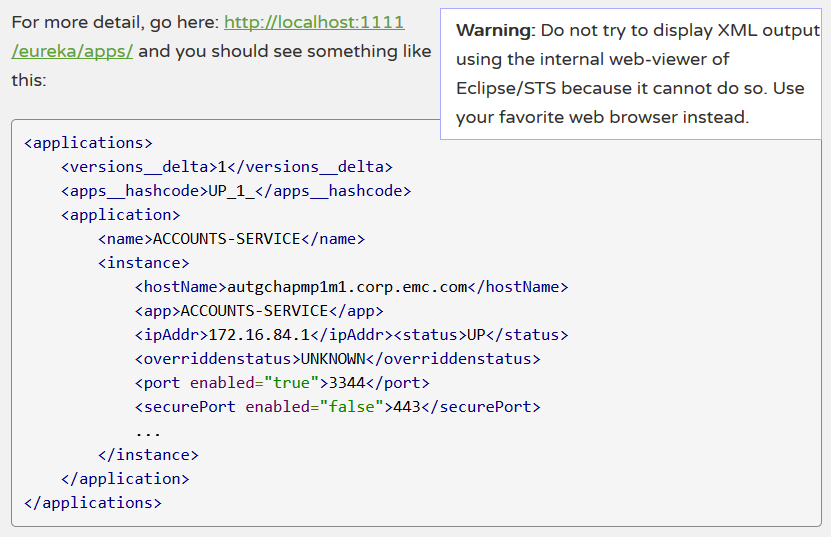 For more detail, go here: http://localhost:1111
/eureka/apps/ and you should see something like
this:
Warning: Do not try to display XML output
using the internal web-viewer of
Eclipse/STS because it cannot do so. Use
your favorite web browser instead.
<applications>
    <versions__delta>1</versions__delta>
    <apps__hashcode>UP_1_</apps__hashcode>
    <application>
        <name>ACCOUNTS-SERVICE</name>
        <instance>
            <hostName>autgchapmp1m1.corp.emc.com</hostName>
            <app>ACCOUNTS-SERVICE</app>
            <ipAddr>172.16.84.1</ipAddr><status>UP</status>
            <overriddenstatus>UNKNOWN</overriddenstatus>
            <port enabled="true">3344</port>
            <securePort enabled="false">443</securePort>
            ...
        </instance>
    </application>
</applications>